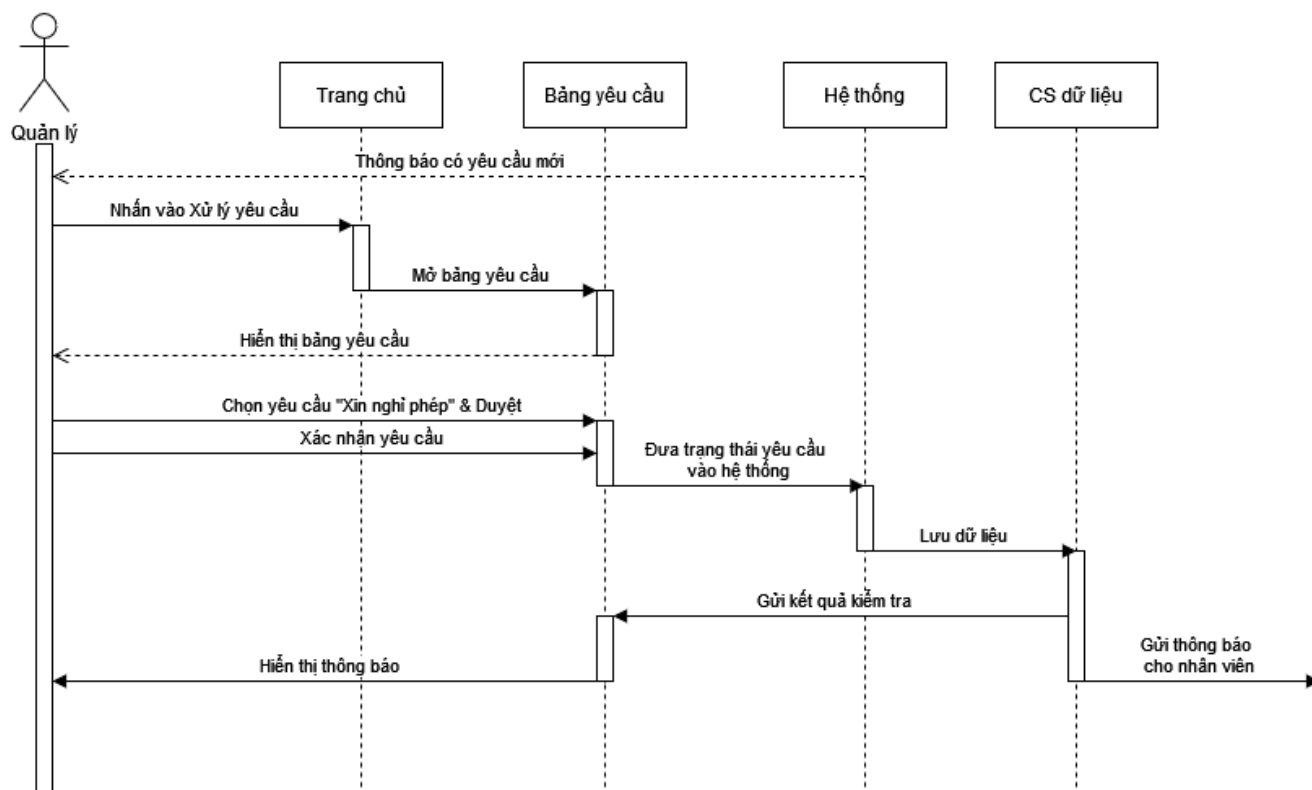 Trang chủ
Bảng yêu cầu
Hệ thống
CS dữ liệu
Quản lý
Thông báo có yêu cầu mới
Nhấn vào Xử lý yêu cầu
Mở bảng yêu cầu
Hiển thị bảng yêu cầu
Chọn yêu cầu "Xin nghỉ phép" & Duyệt
Xác nhận yêu cầu
Đưa trạng thái yêu cầu
vào hệ thống
Lưu dữ liệu
Gửi kết quả kiểm tra
Hiển thị thông báo
Gửi thông báo
cho nhân viên